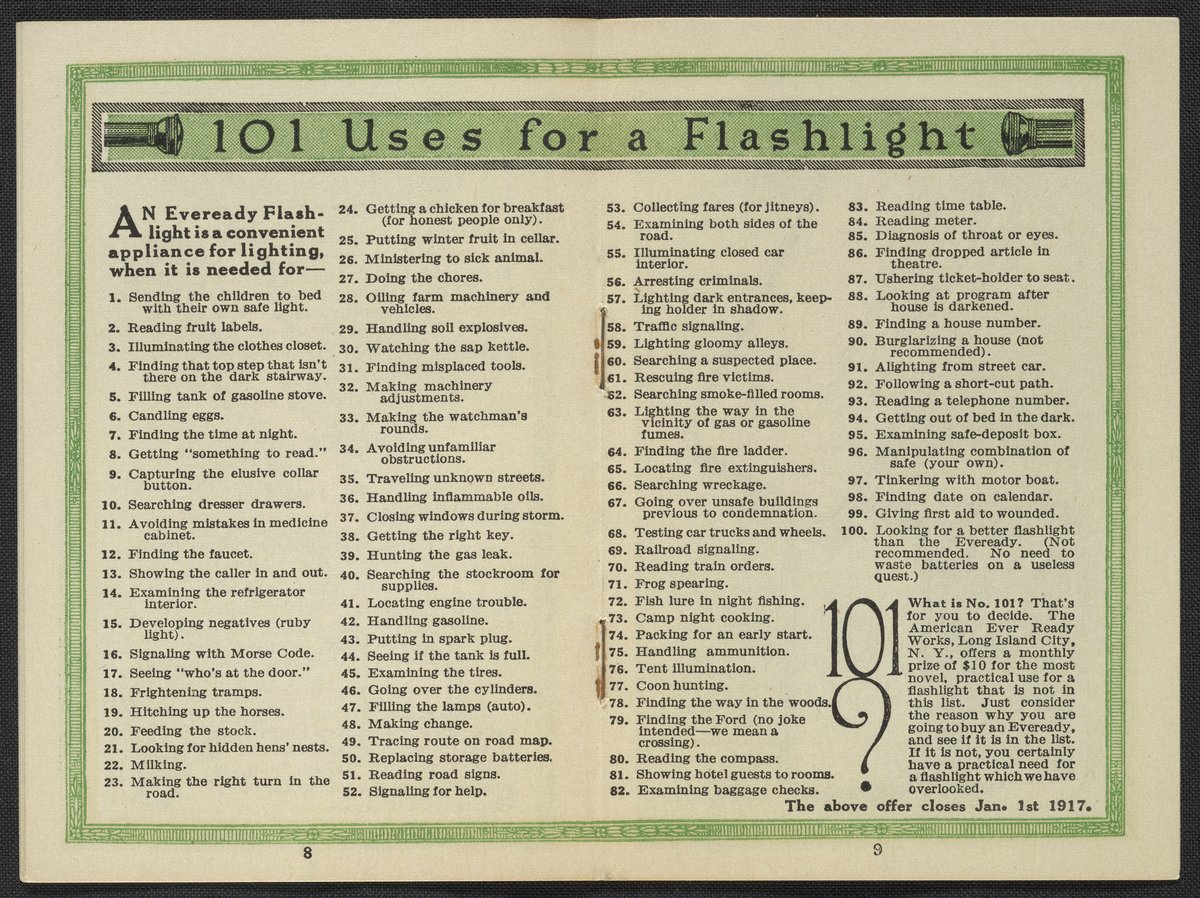 101 Uses for a Flashlight
AN Eveready Flash-
light is a convenient
appliance for lighting,
when it is needed for—
1. Sending the children to bed
with their own safe light.
2. Reading fruit labels.
3. Illuminating the clothes closet.
4. Finding that top step that isn't
there on the dark stairway.
5. Filling tank of gasoline stove.
6. Candling eggs.
7. Finding the time at night.
8. Getting "something to read."
9. Capturing the elusive collar
button.
10. Searching dresser drawers.
11. Avoiding mistakes in medicine
cabinet.
12. Finding the faucet.
13. Showing the caller in and out.
14. Examining the refrigerator
interior.
15. Developing negatives (ruby
light).
16. Signaling with Morse Code.
17. Seeing "who's at the door."
18. Frightening tramps.
19. Hitching up the horses.
20. Feeding the stock.
21. Looking for hidden hens' nests.
22. Milking.
23. Making the right turn in the
road.
24. Getting a chicken for breakfast
(for honest people only).
25. Putting winter fruit in cellar.
26. Ministering to sick animal.
27. Doing the chores.
28. Oiling farm machinery and
vehicles.
29. Handling soil explosives.
30. Watching the sap kettle.
31. Finding misplaced tools.
32. Making machinery
adjustments.
33. Making the watchman's
rounds.
34. Avoiding unfamiliar
obstructions.
35. Traveling unknown streets.
36. Handling inflammable oils.
37. Closing windows during storm.
38. Getting the right key.
39. Hunting the gas leak.
40. Searching the stockroom for
supplies.
41. Locating engine trouble.
42. Handling gasoline.
43. Putting in spark plug.
44. Seeing if the tank is full.
45. Examining the tires.
46. Going over the cylinders.
47. Filling the lamps (auto).
48. Making change.
49. Tracing route on road map.
50. Replacing storage batteries.
51. Reading road signs.
52. Signaling for help.
8
53. Collecting fares (for jitneys).
54. Examining both sides of the
road.
55. Illuminating closed car
interior.
56. Arresting criminals.
57. Lighting dark entrances, keep-
ing holder in shadow.
58. Traffic signaling.
59. Lighting gloomy alleys.
60. Searching a suspected place.
61. Rescuing fire victims.
62. Searching smoke-filled rooms.
63. Lighting the way in the
vicinity of gas or gasoline
fumes.
64. Finding the fire ladder.
65. Locating fire extinguishers.
66. Searching wreckage.
67. Going over unsafe buildings
previous to condemnation.
68. Testing car trucks and wheels.
69. Railroad signaling.
70. Reading train orders.
71. Frog spearing.
72. Fish lure in night fishing.
73. Camp night cooking.
74. Packing for an early start.
75. Handling ammunition.
76. Tent illumination.
77. Coon hunting.
78. Finding the way in the woods.
79. Finding the Ford (no joke
intended—we mean a
crossing).
80. Reading the compass.
81. Showing hotel guests to rooms.
82. Examining baggage checks.
83. Reading time table.
84. Reading meter.
85. Diagnosis of throat or eyes.
86. Finding dropped article in
theatre.
87. Ushering ticket-holder to seat.
88. Looking at program after
house is darkened.
89. Finding a house number.
90. Burglarizing a house (not
recommended).
91. Alighting from street car.
92. Following a short-cut path.
93. Reading a telephone number.
94. Getting out of bed in the dark.
95. Examining safe-deposit box.
96. Manipulating combination of
safe (your own).
97. Tinkering with motor boat.
98. Finding date on calendar.
99. Giving first aid to wounded.
100. Looking for a better flashlight
than the Eveready. (Not
recommended. No need to
waste batteries on a useless
quest.)
101
?
What is No. 101? That's
for you to decide. The
American Ever Ready
Works, Long Island City,
N. Y., offers a monthly
prize of $10 for the most
novel, practical use for a
flashlight that is not in
this list. Just consider
the reason why you are
going to buy an Eveready,
and see if it is in the list.
If it is not, you certainly
have a practical need for
a flashlight which we have
overlooked.
The above offer closes Jan. 1st 1917.
9